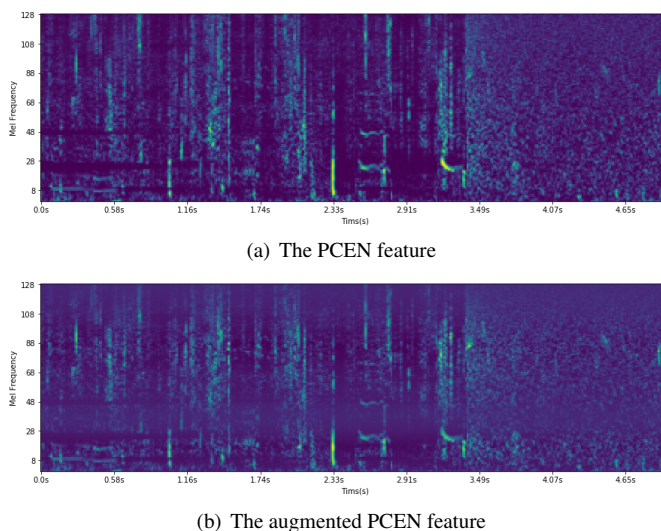 128
108
88
68
48
28
8
Mel Frequency
0.0s 0.58s 1.16s 1.74s 2.33s 2.91s 3.49s 4.07s 4.65s
Tims(s)
(a) The PCEN feature
128
108
88
68
48
28
8
Mel Frequency
0.0s 0.58s 1.16s 1.74s 2.33s 2.91s 3.49s 4.07s 4.65s
Tims(s)
(b) The augmented PCEN feature